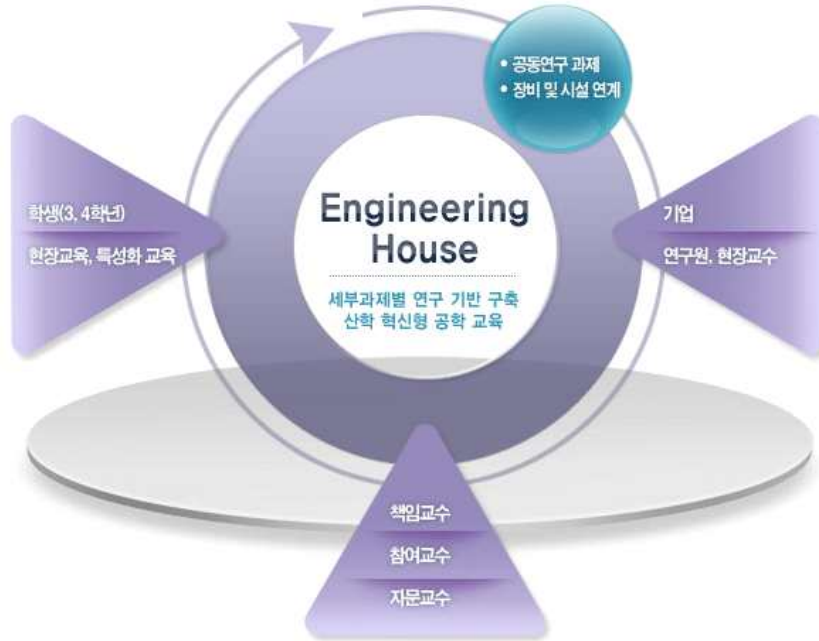 • 공동연구 과제
• 장비 및 시설 연계
학생(3, 4학년)
현장교육, 특성화 교육
Engineering
House
세부과제별 연구 기반 구축
산학 혁신형 공학 교육
기업
연구원, 현장교수
책임교수
참여교수
자문교수